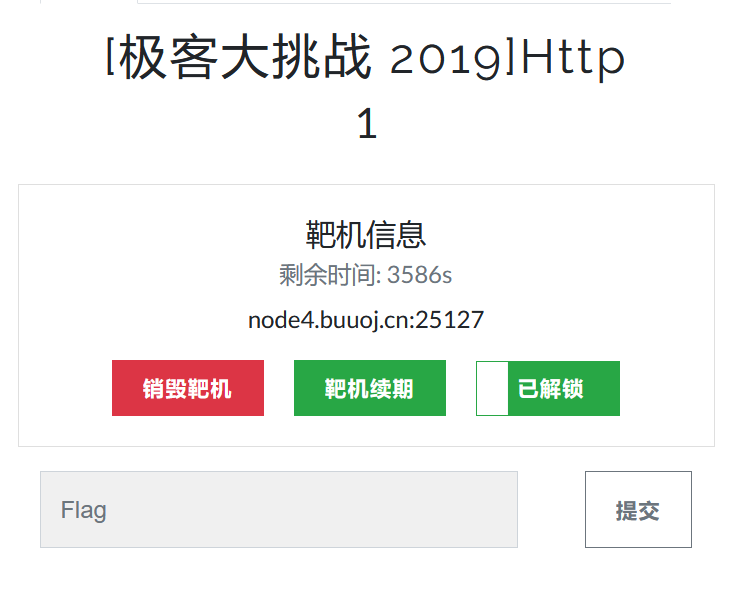 [极客大挑战 2019]Http
1
靶机信息
剩余时间: 3586s
node4.buuoj.cn:25127
销毁靶机 靶机续期 已解锁
Flag 提交